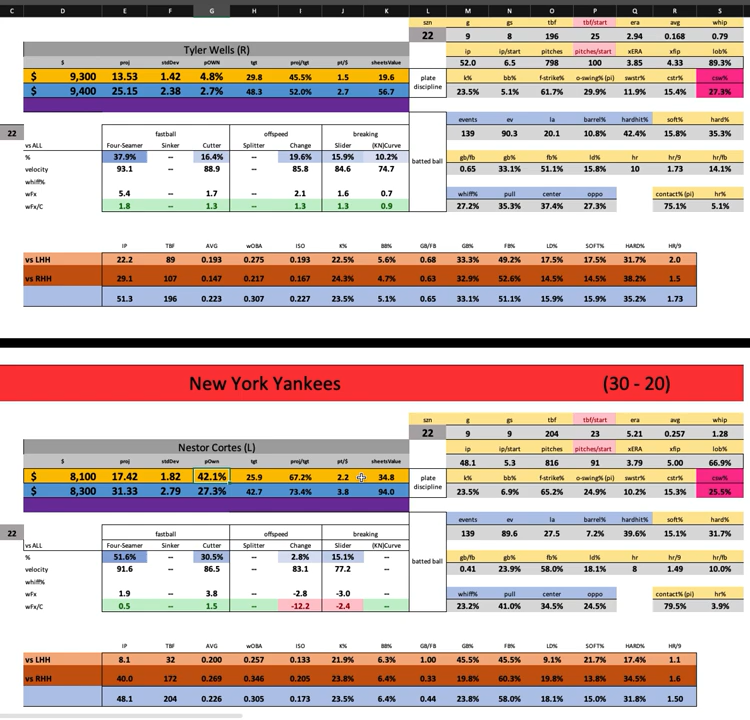 C D E F G H I J K L M N O P Q R S
szn g gs tbf tbf/start era avg whip
22 9 8 196 25 2.94 0.168 0.79
Tyler Wells (R) ip ip/start pitches pitches/start xERA xfip lob%
52.0 6.5 798 100 3.85 4.33 89.3%
$ proj stdDev pOWN tgt proj/tgt pt/$ sheetsValue
$ 9,300 13.53 1.42 4.8% 29.8 45.5% 1.5 19.6 plate discipline k% bb% f-strike% o-swing% (pi) swstr% cstr% csw%
$ 9,400 25.15 2.38 2.7% 48.3 52.0% 2.7 56.7 23.5% 5.1% 61.7% 29.9% 11.9% 15.4% 27.3%
events ev la barrel% hardhit% soft% hard%
22 fastball offspeed breaking 139 90.3 20.1 10.8% 42.4% 15.8% 35.3%
vs ALL Four-Seamer Sinker Cutter Splitter Change Slider (KN)Curve
% 37.9% -- 16.4% -- 19.6% 15.9% 10.2% batted ball gb/fb gb% fb% ld% hr hr/9 hr/fb
velocity 93.1 -- 88.9 -- 85.8 84.6 74.7 0.65 33.1% 51.1% 15.8% 10 1.73 14.1%
whiff%
wFx 5.4 -- 1.7 -- 2.1 1.6 0.7 whiff% pull center oppo contact% (pi) hr%
wFx/C 1.8 -- 1.3 -- 1.3 1.3 0.9 27.2% 35.3% 37.4% 27.3% 75.1% 5.1%
IP TBF AVG wOBA ISO K% BB% GB/FB GB% FB% LD% SOFT% HARD% HR/9
vs LHH 22.2 89 0.193 0.275 0.193 22.5% 5.6% 0.68 33.3% 49.2% 17.5% 17.5% 31.7% 2.0
vs RHH 29.1 107 0.147 0.217 0.167 24.3% 4.7% 0.63 32.9% 52.6% 14.5% 14.5% 38.2% 1.5
51.3 196 0.223 0.307 0.227 23.5% 5.1% 0.65 33.1% 51.1% 15.9% 15.9% 35.2% 1.73
New York Yankees (30 - 20)
szn g gs tbf tbf/start era avg whip
22 9 9 204 23 5.21 0.257 1.28
Nestor Cortes (L) ip ip/start pitches pitches/start xERA xfip lob%
48.1 5.3 816 91 3.79 5.00 66.9%
$ proj stdDev pOwn tgt proj/tgt pt/$ sheetsValue
$ 8,100 17.42 1.82 42.1% 25.9 67.2% 2.2 34.8 plate discipline k% bb% f-strike% o-swing% (pi) swstr% cstr% csw%
$ 8,300 31.33 2.79 27.3% 42.7 73.4% 3.8 94.0 23.5% 6.9% 65.2% 24.9% 10.2% 15.3% 25.5%
events ev la barrel% hardhit% soft% hard%
22 fastball offspeed breaking 139 89.6 27.5 7.2% 39.6% 15.1% 31.7%
vs ALL Four-Seamer Sinker Cutter Splitter Change Slider (KN)Curve
% 51.6% -- 30.5% -- 2.8% 15.1% -- batted ball gb/fb gb% fb% ld% hr hr/9 hr/fb
velocity 91.6 -- 86.5 -- 83.1 77.2 -- 0.41 23.9% 58.0% 18.1% 8 1.49 10.0%
whiff%
wFx 1.9 -- 3.8 -- -2.8 -3.0 -- whiff% pull center oppo contact% (pi) hr%
wFx/C 0.5 -- 1.5 -- -12.2 -2.4 -- 23.2% 41.0% 34.5% 24.5% 79.5% 3.9%
IP TBF AVG wOBA ISO K% BB% GB/FB GB% FB% LD% SOFT% HARD% HR/9
vs LHH 8.1 32 0.200 0.257 0.133 21.9% 6.3% 1.00 45.5% 45.5% 9.1% 21.7% 17.4% 1.1
vs RHH 40.0 172 0.269 0.346 0.205 23.8% 6.4% 0.33 19.8% 60.3% 19.8% 13.8% 34.5% 1.6
48.1 204 0.226 0.305 0.173 23.5% 6.4% 0.44 23.8% 58.0% 18.1% 15.0% 31.8% 1.50